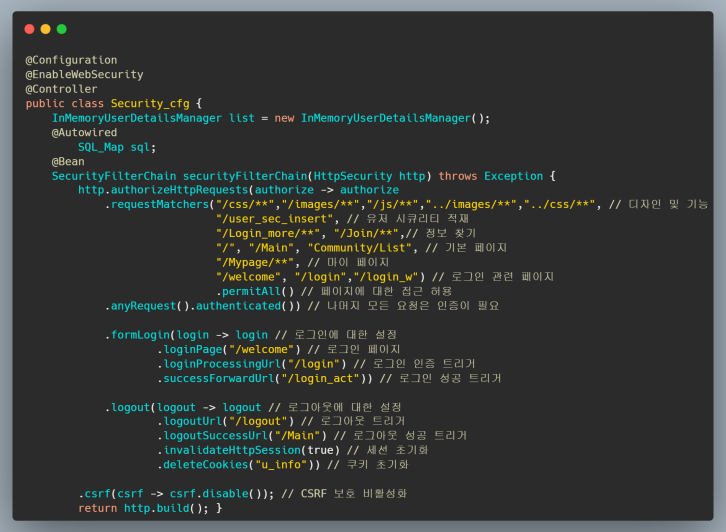 @Configuration
@EnableWebSecurity
@Controller
public class Security_cfg {
    InMemoryUserDetailsManager list = new InMemoryUserDetailsManager();
    @Autowired
        SQL_Map sql;
    @Bean
    SecurityFilterChain securityFilterChain(HttpSecurity http) throws Exception {
        http.authorizeHttpRequests(authorize -> authorize
            .requestMatchers("/css/**","/images/**","/js/**","../images/**","../css/**", // 디자인 및 기능
                             "/user_sec_insert", // 유저 시큐리티 적재
                             "/Login_more/**", "/Join/**",// 정보 찾기
                             "/", "/Main", "Community/List", // 기본 페이지
                             "/Mypage/**", // 마이 페이지
                             "/welcome", "/login","/login_w") // 로그인 관련 페이지
                             .permitAll() // 페이지에 대한 접근 허용
            .anyRequest().authenticated()) // 나머지 모든 요청은 인증이 필요
            .formLogin(login -> login // 로그인에 대한 설정
                    .loginPage("/welcome") // 로그인 페이지
                    .loginProcessingUrl("/login") // 로그인 인증 트리거
                    .successForwardUrl("/login_act")) // 로그인 성공 트리거
            .logout(logout -> logout // 로그아웃에 대한 설정
                    .logoutUrl("/logout") // 로그아웃 트리거
                    .logoutSuccessUrl("/Main") // 로그아웃 성공 트리거
                    .invalidateHttpSession(true) // 세션 초기화
                    .deleteCookies("u_info")) // 쿠키 초기화
        .csrf(csrf -> csrf.disable()); // CSRF 보호 비활성화
        return http.build(); }